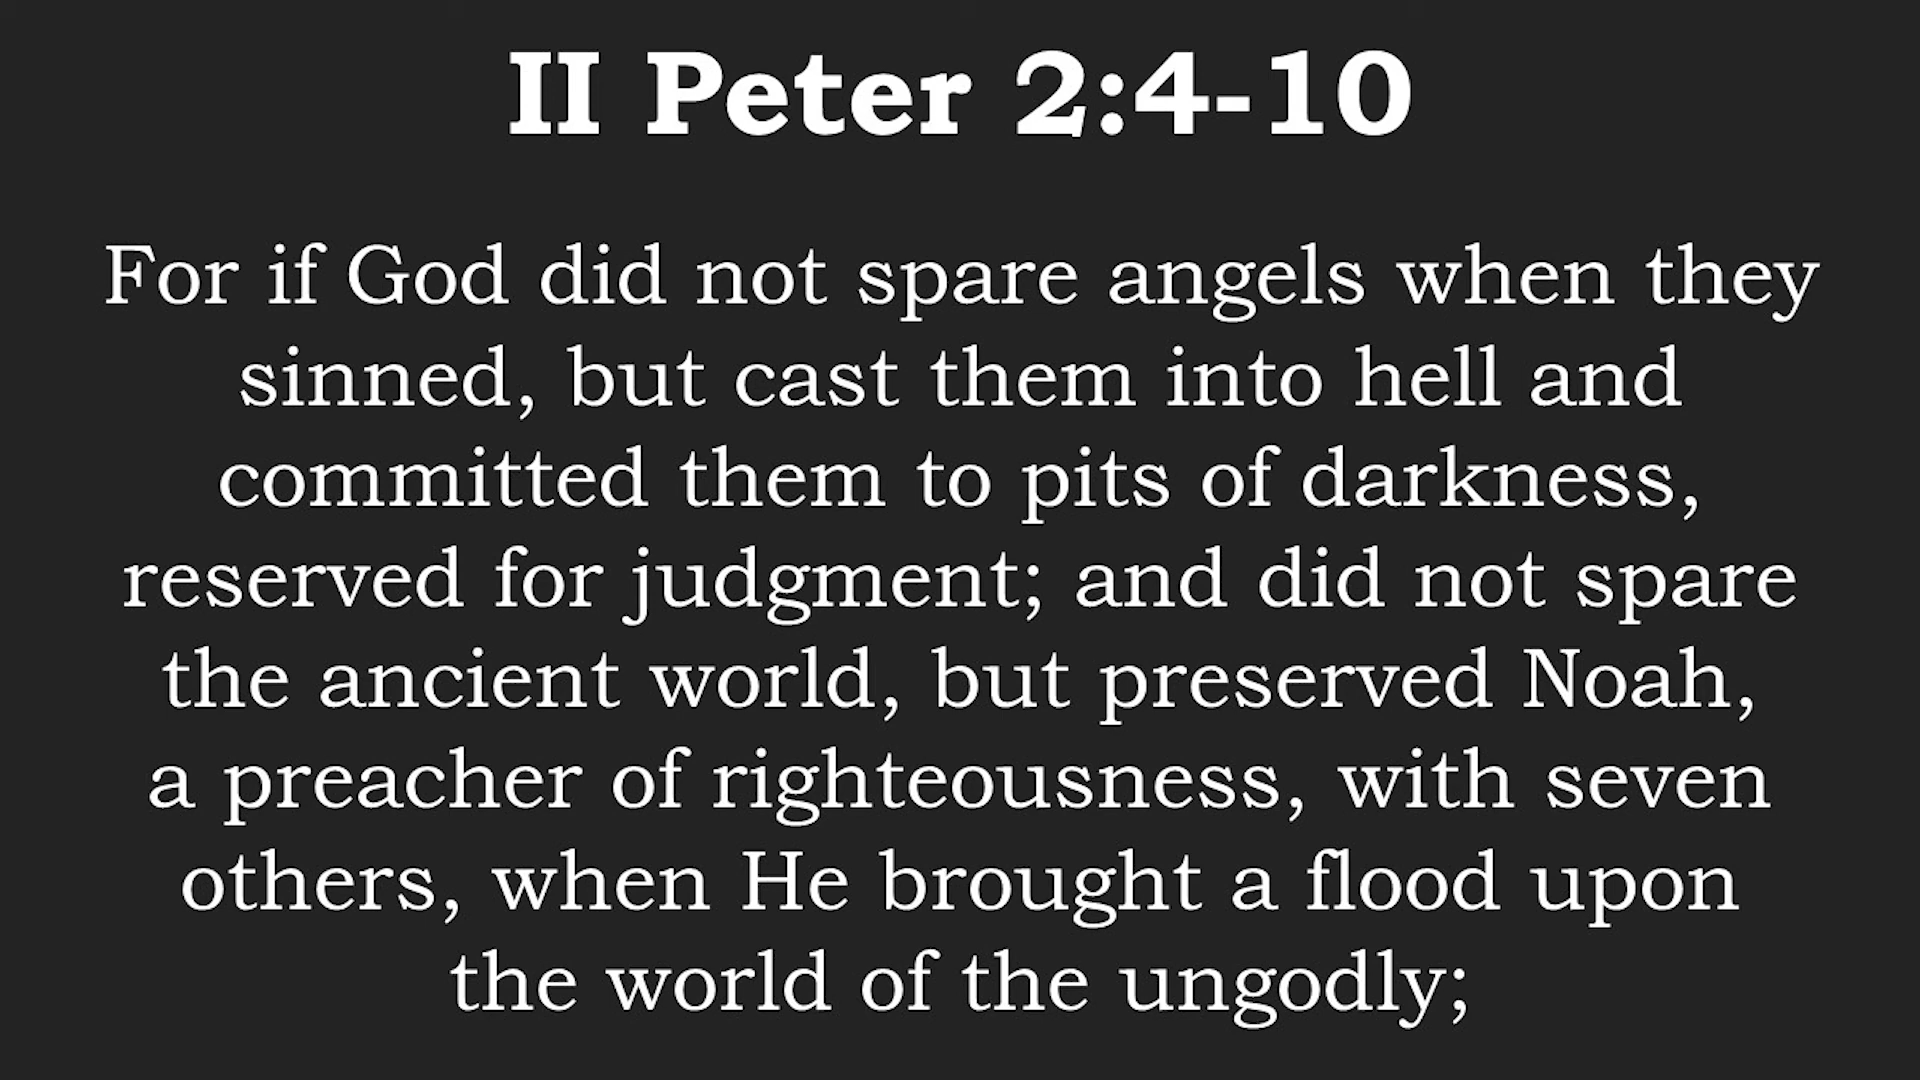 II Peter 2:4-10
For if God did not spare angels when they
sinned, but cast them into hell and
committed them to pits of darkness,
reserved for judgment; and did not spare
the ancient world, but preserved Noah,
a preacher of righteousness, with seven
others, when He brought a flood upon
the world of the ungodly;